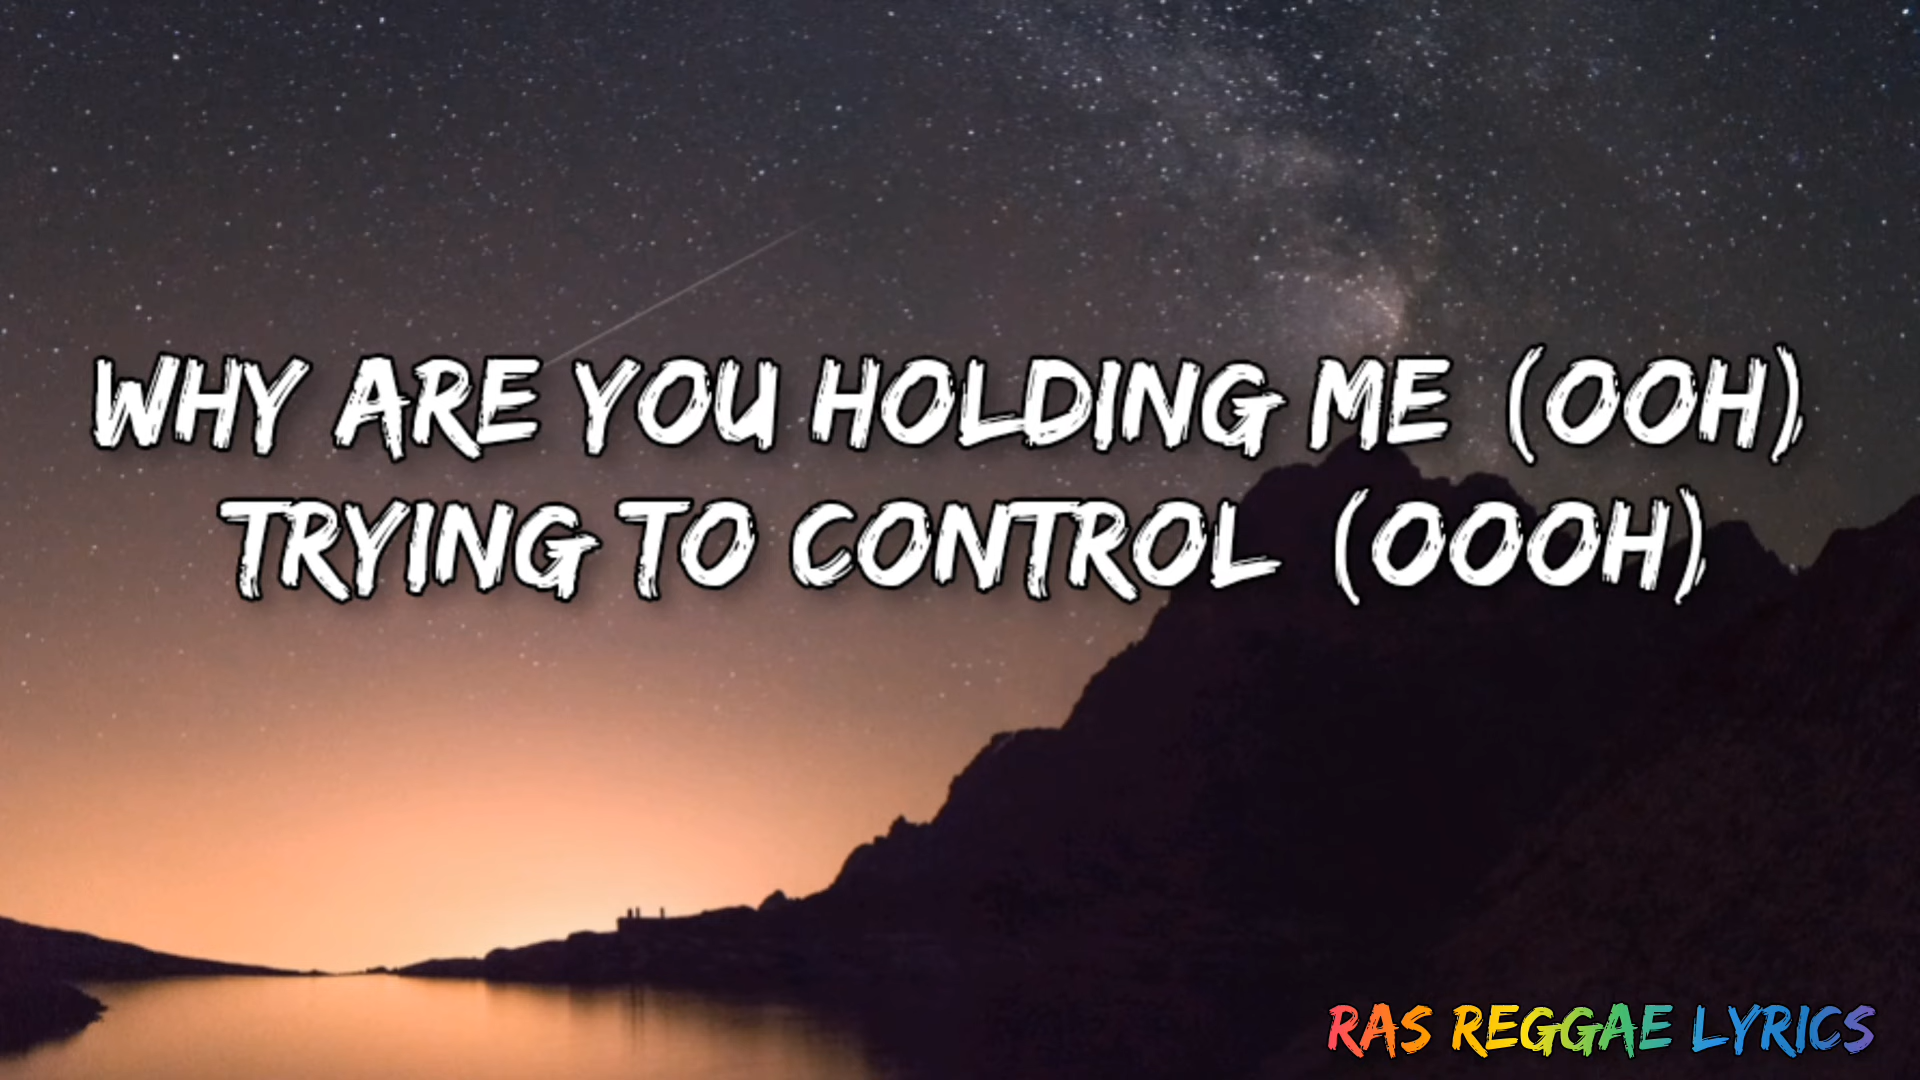 WHY ARE YOU HOLDING ME (OOH)
TRYING TO CONTROL (OOOH)
RAS REGGAE LYRICS